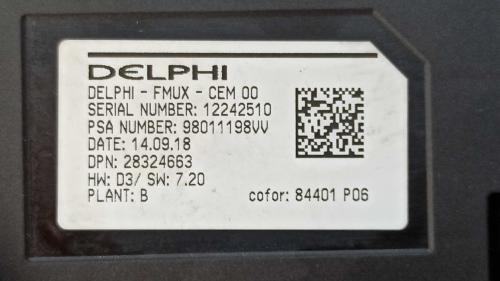 DELPHI
DELPHI - FMUX - CEM 00
SERIAL NUMBER: 12242510
PSA NUMBER: 98011198VV
DATE: 14.09.18
DPN: 28324663
HW: D3/ SW: 7.20
PLANT: B
cofor: 84401 P06